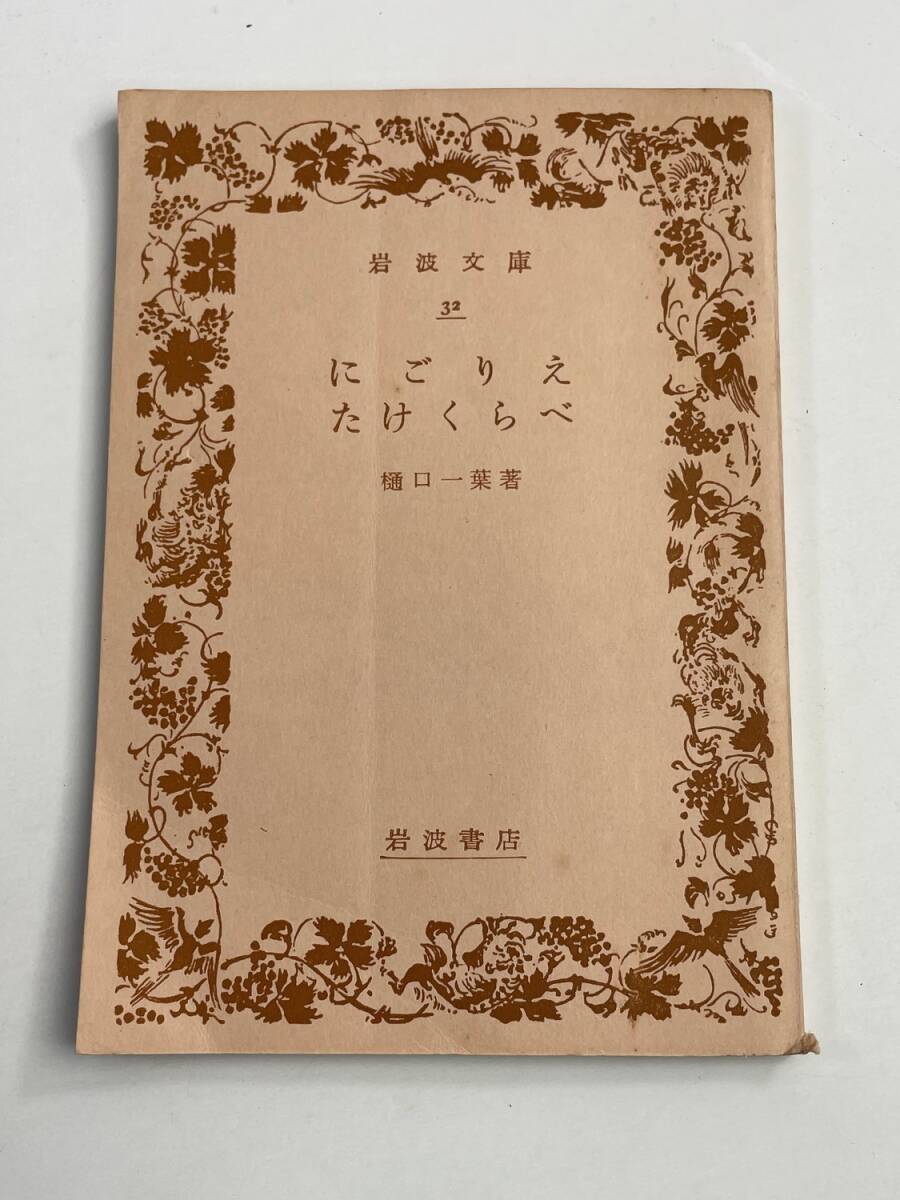 岩波文庫
32
にごりえ
たけくらべ
樋口一葉著
岩波書店